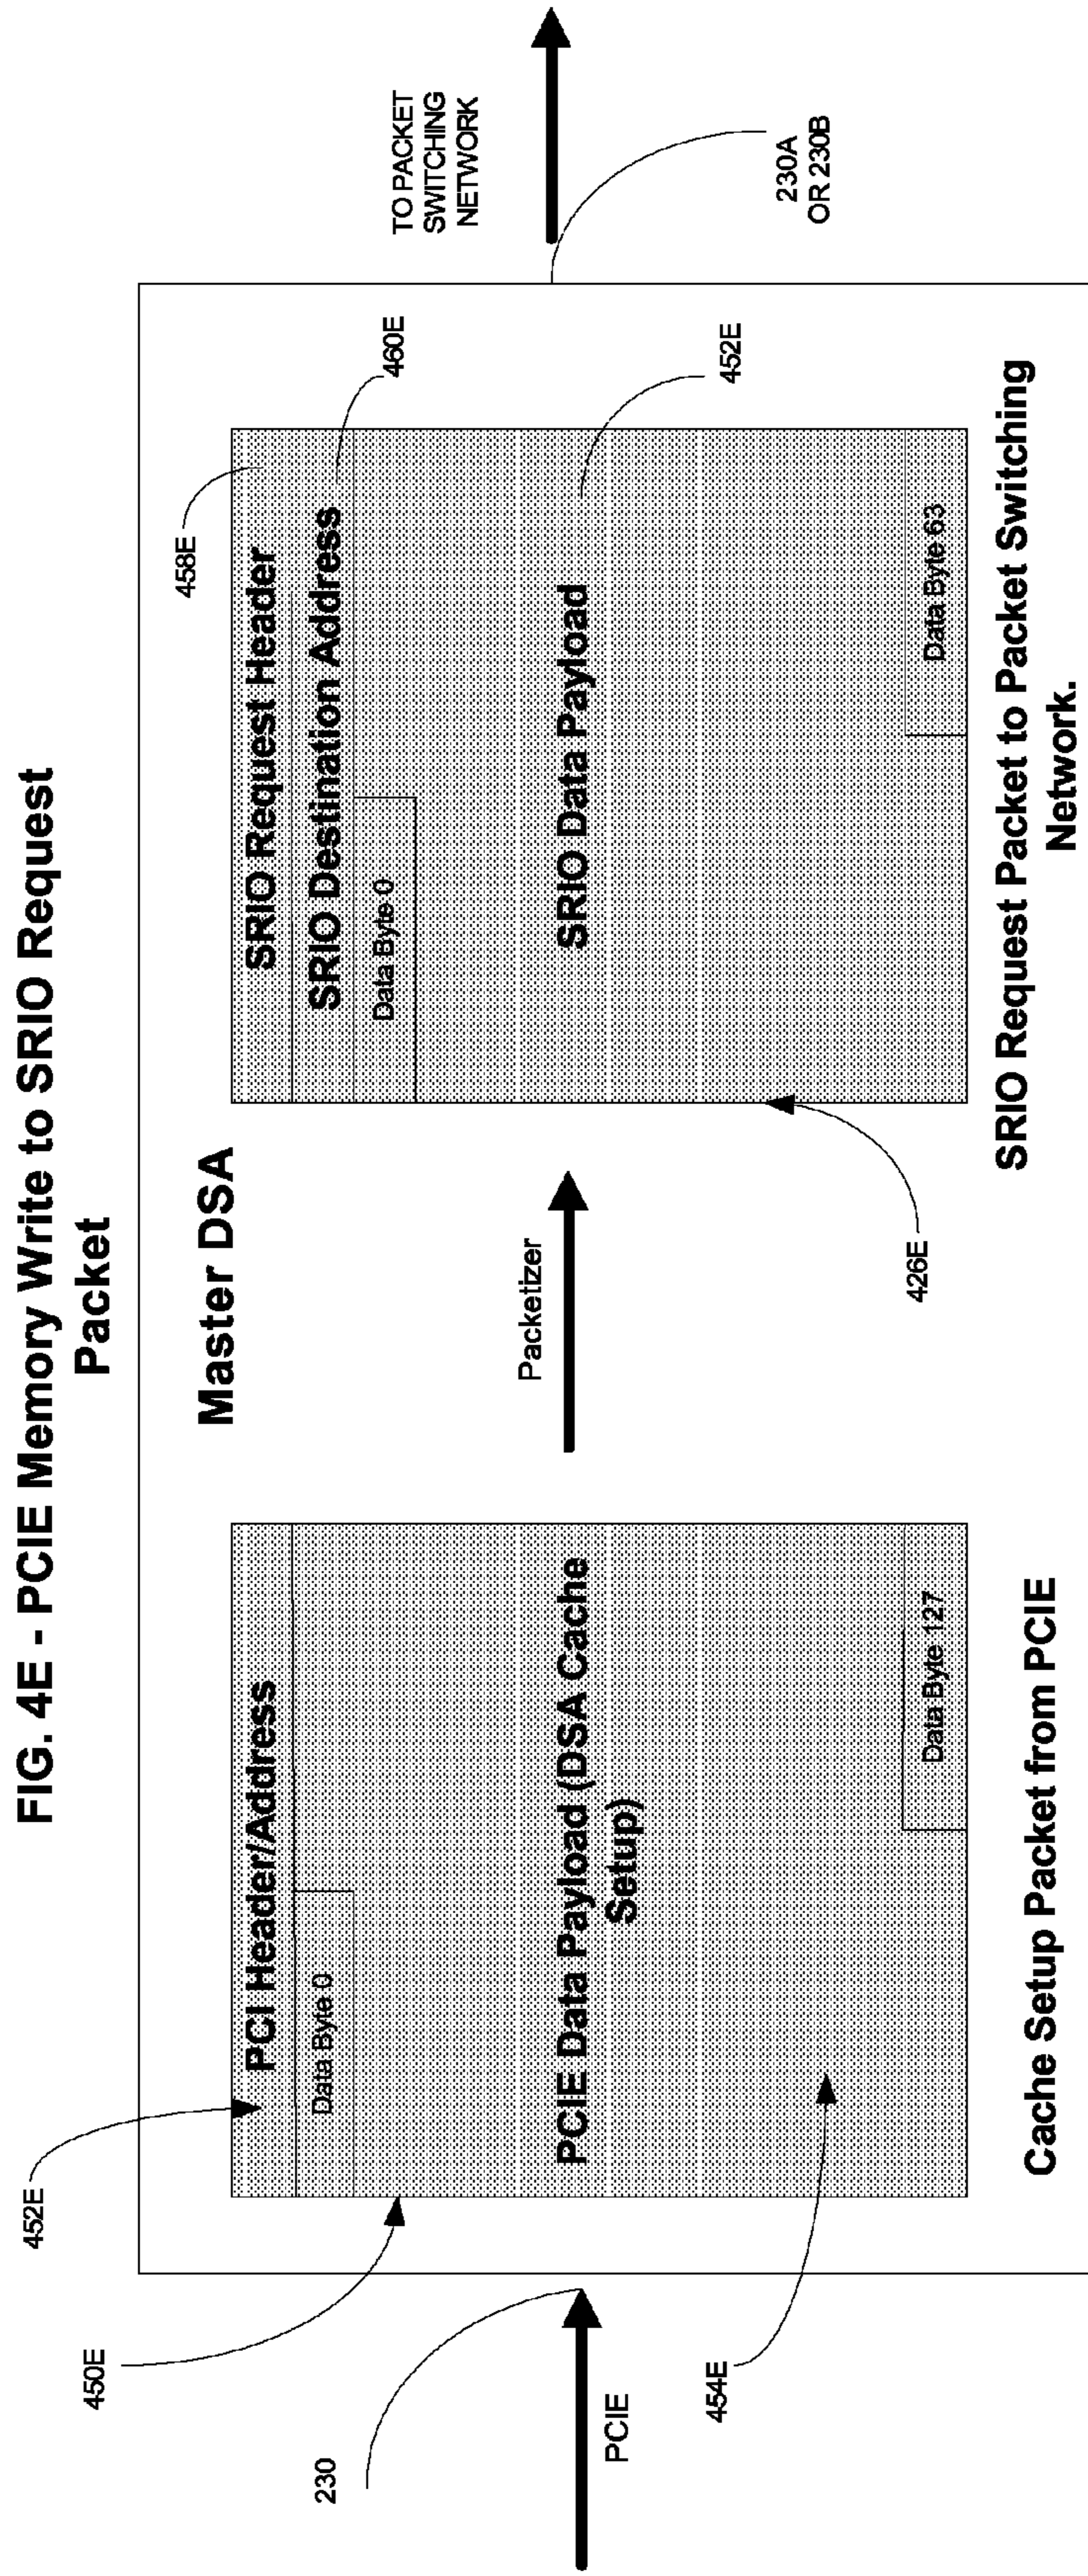 FIG. 4E - PCIE Memory Write to SRIO Request
Packet
Master DSA
452E
450E
230
PCIE
454E
PCI Header/Address
Data Byte 0
PCIE Data Payload (DSA Cache
Setup)
Data Byte 127
Cache Setup Packet from PCIE
Packetizer
426E
458E
460E
452E
SRIO Request Header
SRIO Destination Address
Data Byte 0
SRIO Data Payload
Data Byte 63
SRIO Request Packet to Packet Switching
Network.
TO PACKET
SWITCHING
NETWORK
230A
OR 230B